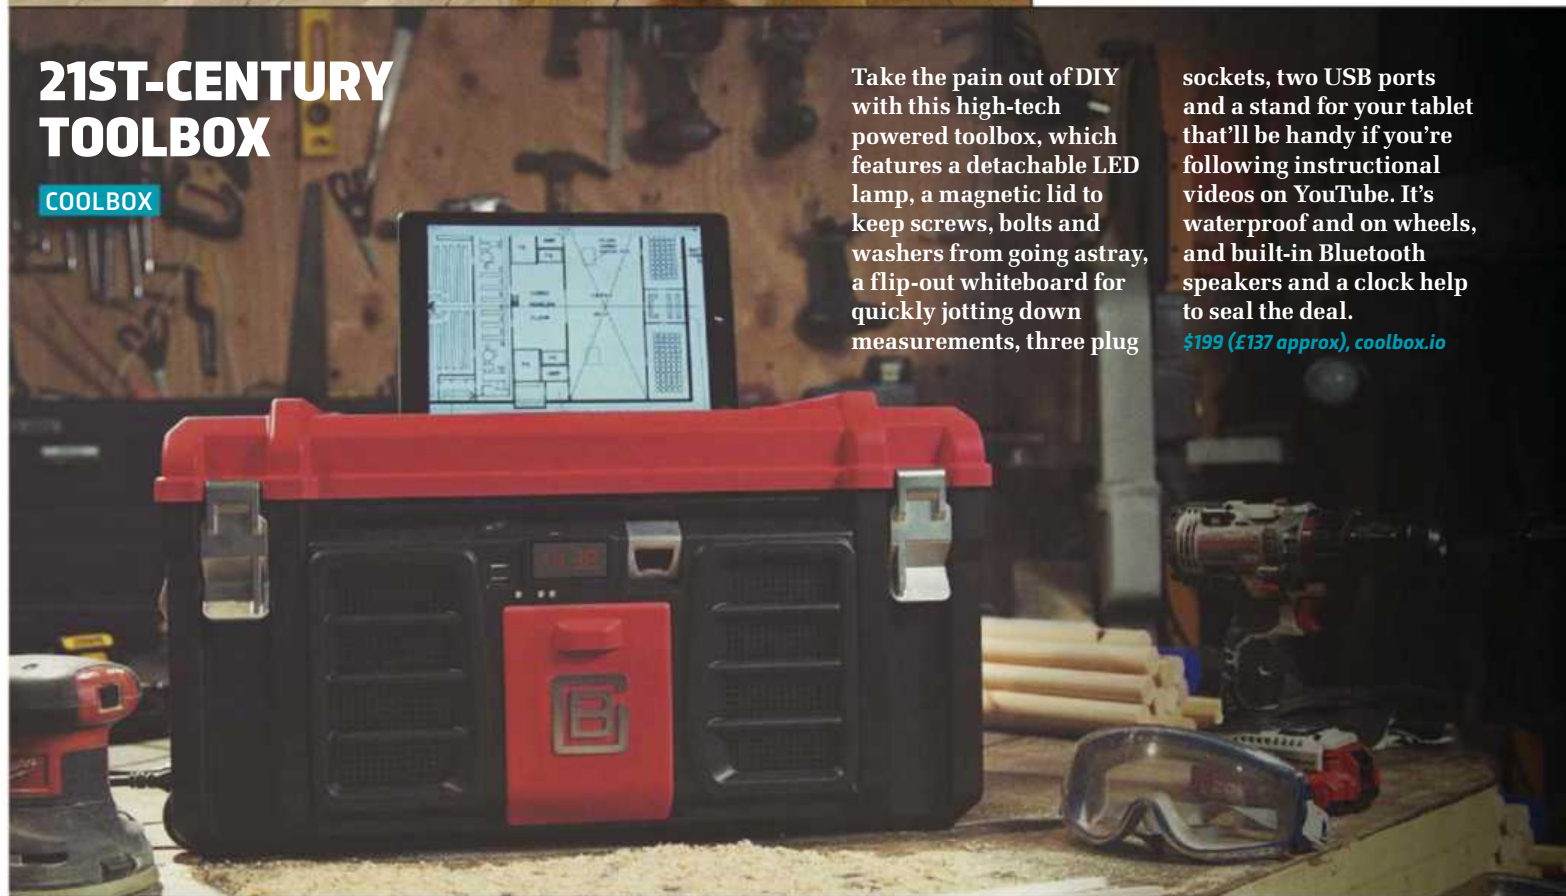 21ST-CENTURY
TOOLBOX
COOLBOX
Take the pain out of DIY
with this high-tech
powered toolbox, which
features a detachable LED
lamp, a magnetic lid to
keep screws, bolts and
washers from going astray,
a flip-out whiteboard for
quickly jotting down
measurements, three plug
sockets, two USB ports
and a stand for your tablet
that’ll be handy if you’re
following instructional
videos on YouTube. It’s
waterproof and on wheels,
and built-in Bluetooth
speakers and a clock help
to seal the deal.
$199 (£137 approx), coolbox.io